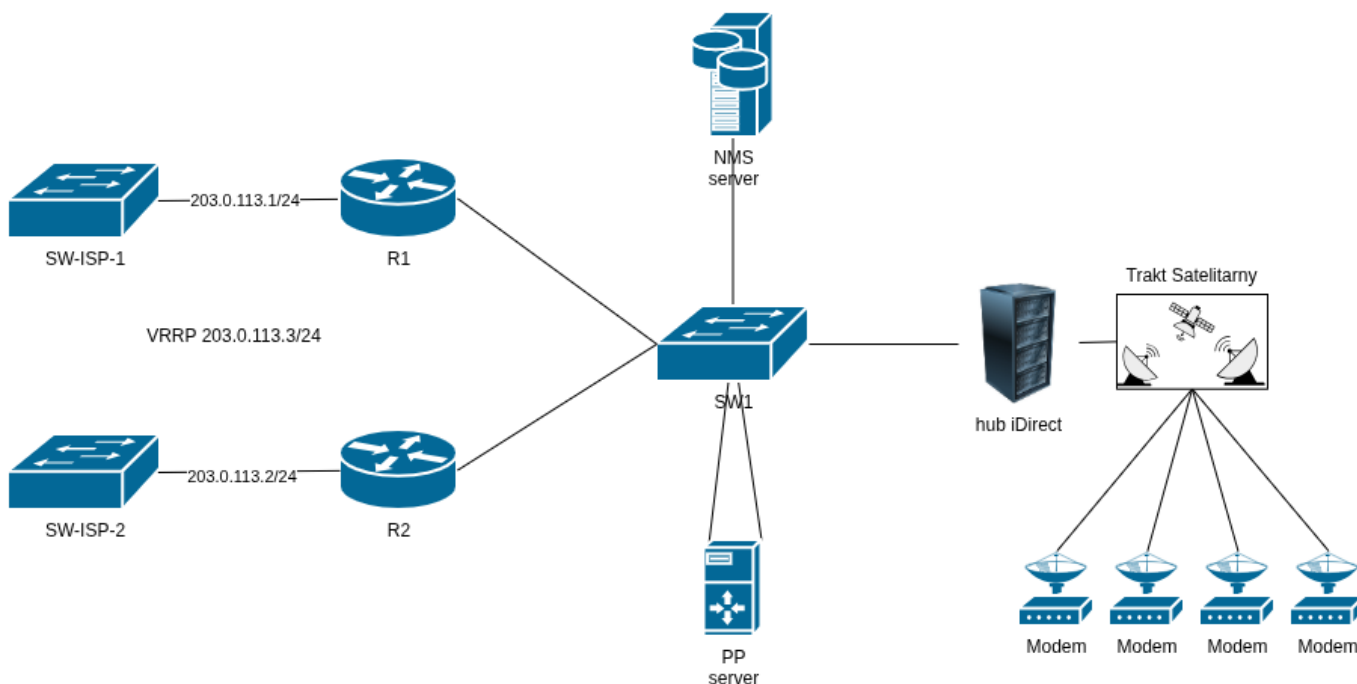 NMS
server
203.0.113.1/24
SW-ISP-1
R1
Trakt Satelitarny
VRRP 203.0.113.3/24
SW1
hub iDirect
203.0.113.2/24
SW-ISP-2
R2
Modem
Modem
Modem
Modem
PP
server